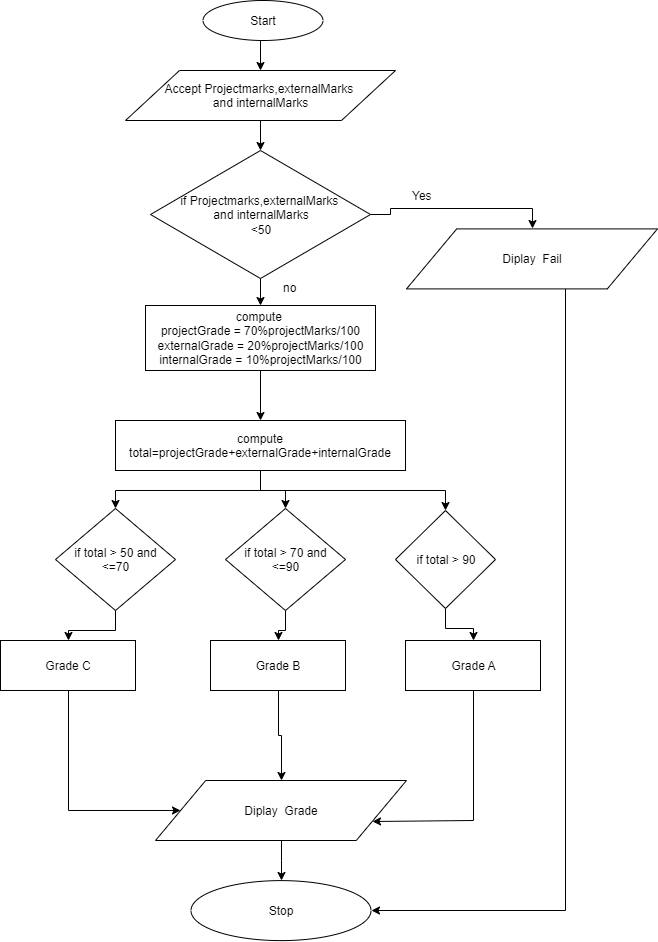 Start
Accept Projectmarks,externalMarks
and internalMarks
if Projectmarks,externalMarks
and internalMarks
<50
Yes
Diplay Fail
no
compute
projectGrade = 70%projectMarks/100
externalGrade = 20%projectMarks/100
internalGrade = 10%projectMarks/100
compute
total=projectGrade+externalGrade+internalGrade
if total > 50 and
<=70
if total > 70 and
<=90
if total > 90
Grade C
Grade B
Grade A
Diplay Grade
Stop